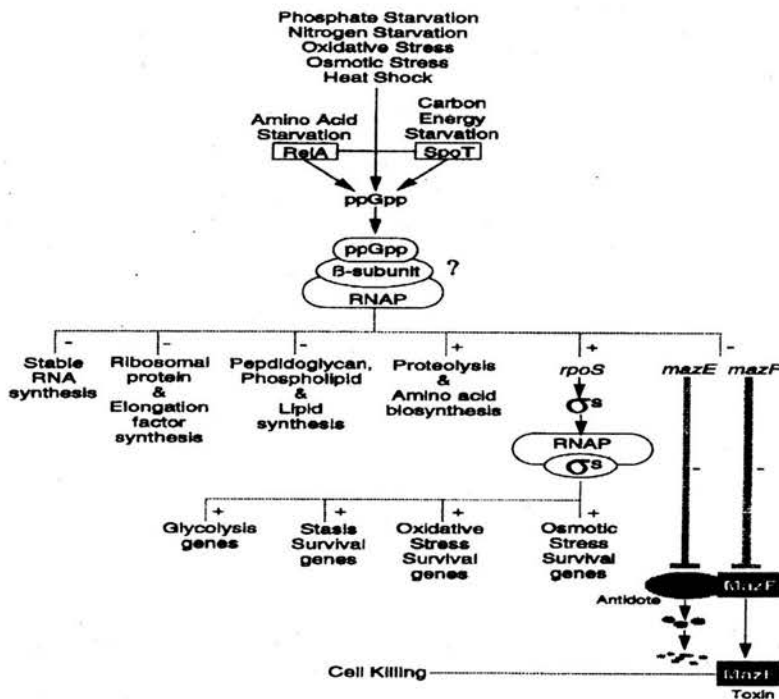 Phosphate Starvation
Nitrogen Starvation
Oxidative Stress
Osmotic Stress
Heat Shock
Amino Acid
Starvation
RelA
Carbon
Energy
Starvation
SpoT
ppGpp
ppGpp
ß-subunit
?
RNAP
- - - + + -
Stable
RNA
synthesis
Ribosomal
protein
&
Elongation
factor
synthesis
Pepdidoglycan,
Phospholipid
&
Lipid
synthesis
Proteolysis
&
Amino acid
biosynthesis
rpoS
σs
RNAP
σs
mazE mazF
- -
+ + + +
Glycolysis
genes
Stasis
Survival
genes
Oxidative
Stress
Survival
genes
Osmotic
Stress
Survival
genes
Antidote
MazF
Cell Killing
MazF
Toxin